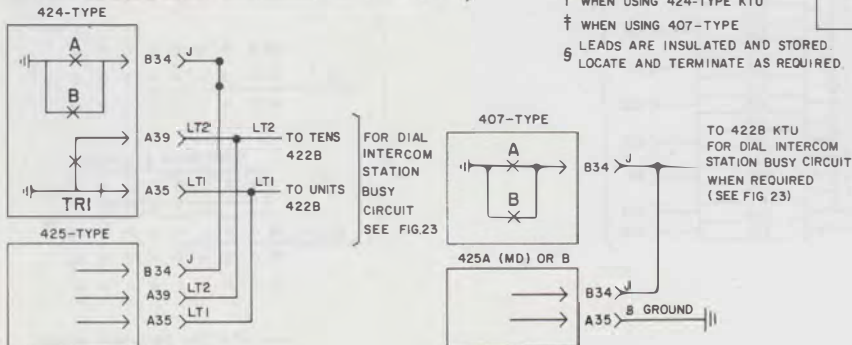 424-TYPE
A
B
B34 J
A39 LT2 LT2 TO TENS 422B
A35 LT1 LT1 TO UNITS 422B
TR1
FOR DIAL
INTERCOM
STATION
BUSY
CIRCUIT
SEE FIG.23
425-TYPE
B34 J
A39 LT2
A35 LT1
† WHEN USING 424-TYPE KTU
‡ WHEN USING 407-TYPE
§ LEADS ARE INSULATED AND STORED.
LOCATE AND TERMINATE AS REQUIRED.
407-TYPE
A
B
B34 J
TO 422B KTU
FOR DIAL INTERCOM
STATION BUSY CIRCUIT
WHEN REQUIRED
(SEE FIG 23)
425A (MD) OR B
B34 J
A35 8 GROUND